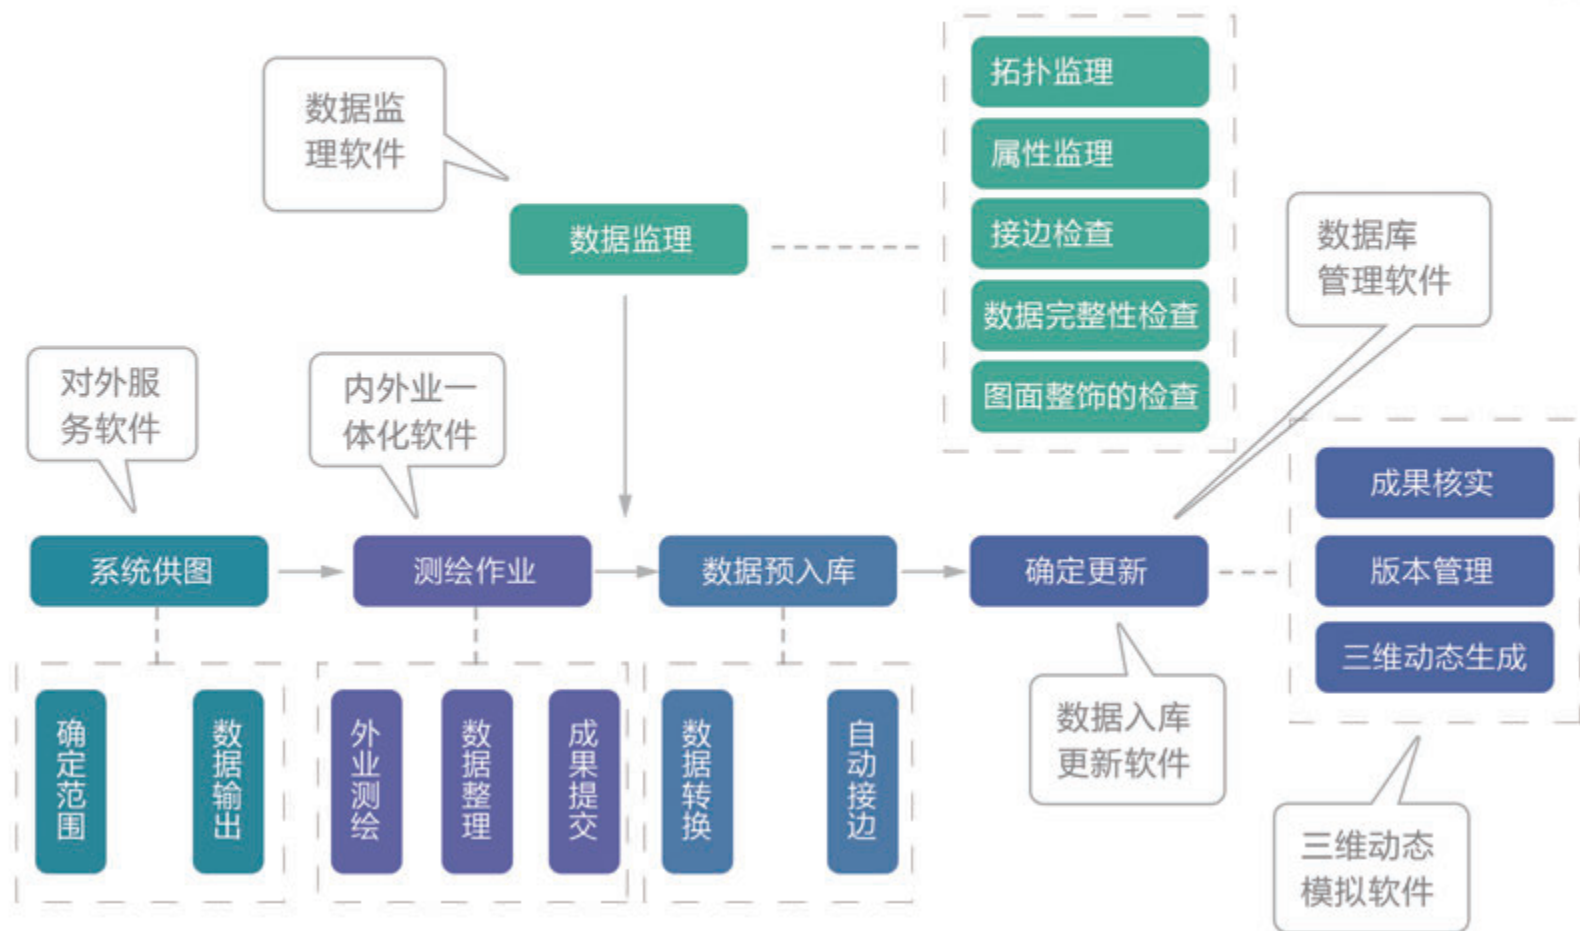 数据监
理软件
数据监理
拓扑监理
属性监理
接边检查
数据完整性检查
图面整饰的检查
数据库
管理软件
对外服
务软件
内外业一
体化软件
系统供图
测绘作业
数据预入库
确定更新
成果核实
版本管理
三维动态生成
确定范围
数据输出
外业测绘
数据整理
成果提交
数据转换
自动接边
数据入库
更新软件
三维动态
模拟软件